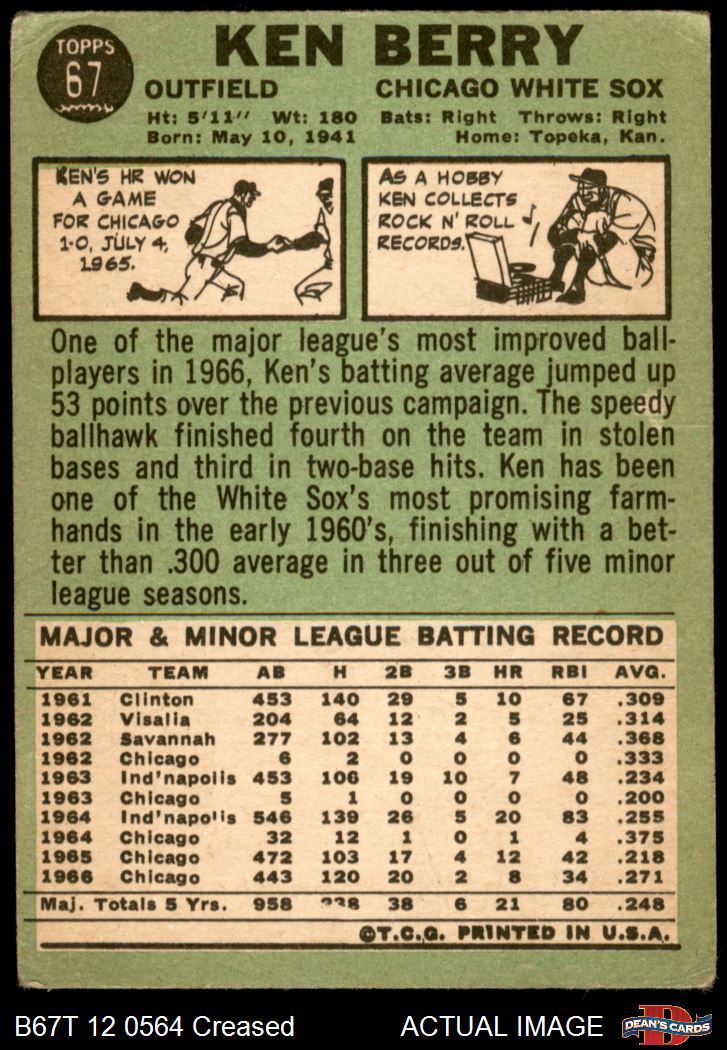 TOPPS
67
KEN BERRY
OUTFIELD CHICAGO WHITE SOX
Ht: 5'11" Wt: 180 Bats: Right Throws: Right
Born: May 10, 1941 Home: Topeka, Kan.
KEN'S HR WON
A GAME
FOR CHICAGO
1-0, JULY 4,
1965.
AS A HOBBY
KEN COLLECTS
ROCK N' ROLL
RECORDS.
One of the major league's most improved ball-
players in 1966, Ken's batting average jumped up
53 points over the previous campaign. The speedy
ballhawk finished fourth on the team in stolen
bases and third in two-base hits. Ken has been
one of the White Sox's most promising farm-
hands in the early 1960's, finishing with a bet-
ter than .300 average in three out of five minor
league seasons.
MAJOR & MINOR LEAGUE BATTING RECORD
YEAR TEAM AB H 2B 3B HR RBI AVG.
1961 Clinton 453 140 29 5 10 67 .309
1962 Visalia 204 64 12 2 5 25 .314
1962 Savannah 277 102 13 4 6 44 .368
1962 Chicago 6 2 0 0 0 0 .333
1963 Ind'napolis 453 106 19 10 7 48 .234
1963 Chicago 5 1 0 0 0 0 .200
1964 Ind'napolis 546 139 26 5 20 83 .255
1964 Chicago 32 12 1 0 1 4 .375
1965 Chicago 472 103 17 4 12 42 .218
1966 Chicago 443 120 20 2 8 34 .271
Maj. Totals 5 Yrs. 958 38 6 21 80 .248
©T.C.G. PRINTED IN U.S.A.
B67T 12 0564 Creased ACTUAL IMAGE
D
DEAN'S CARDS